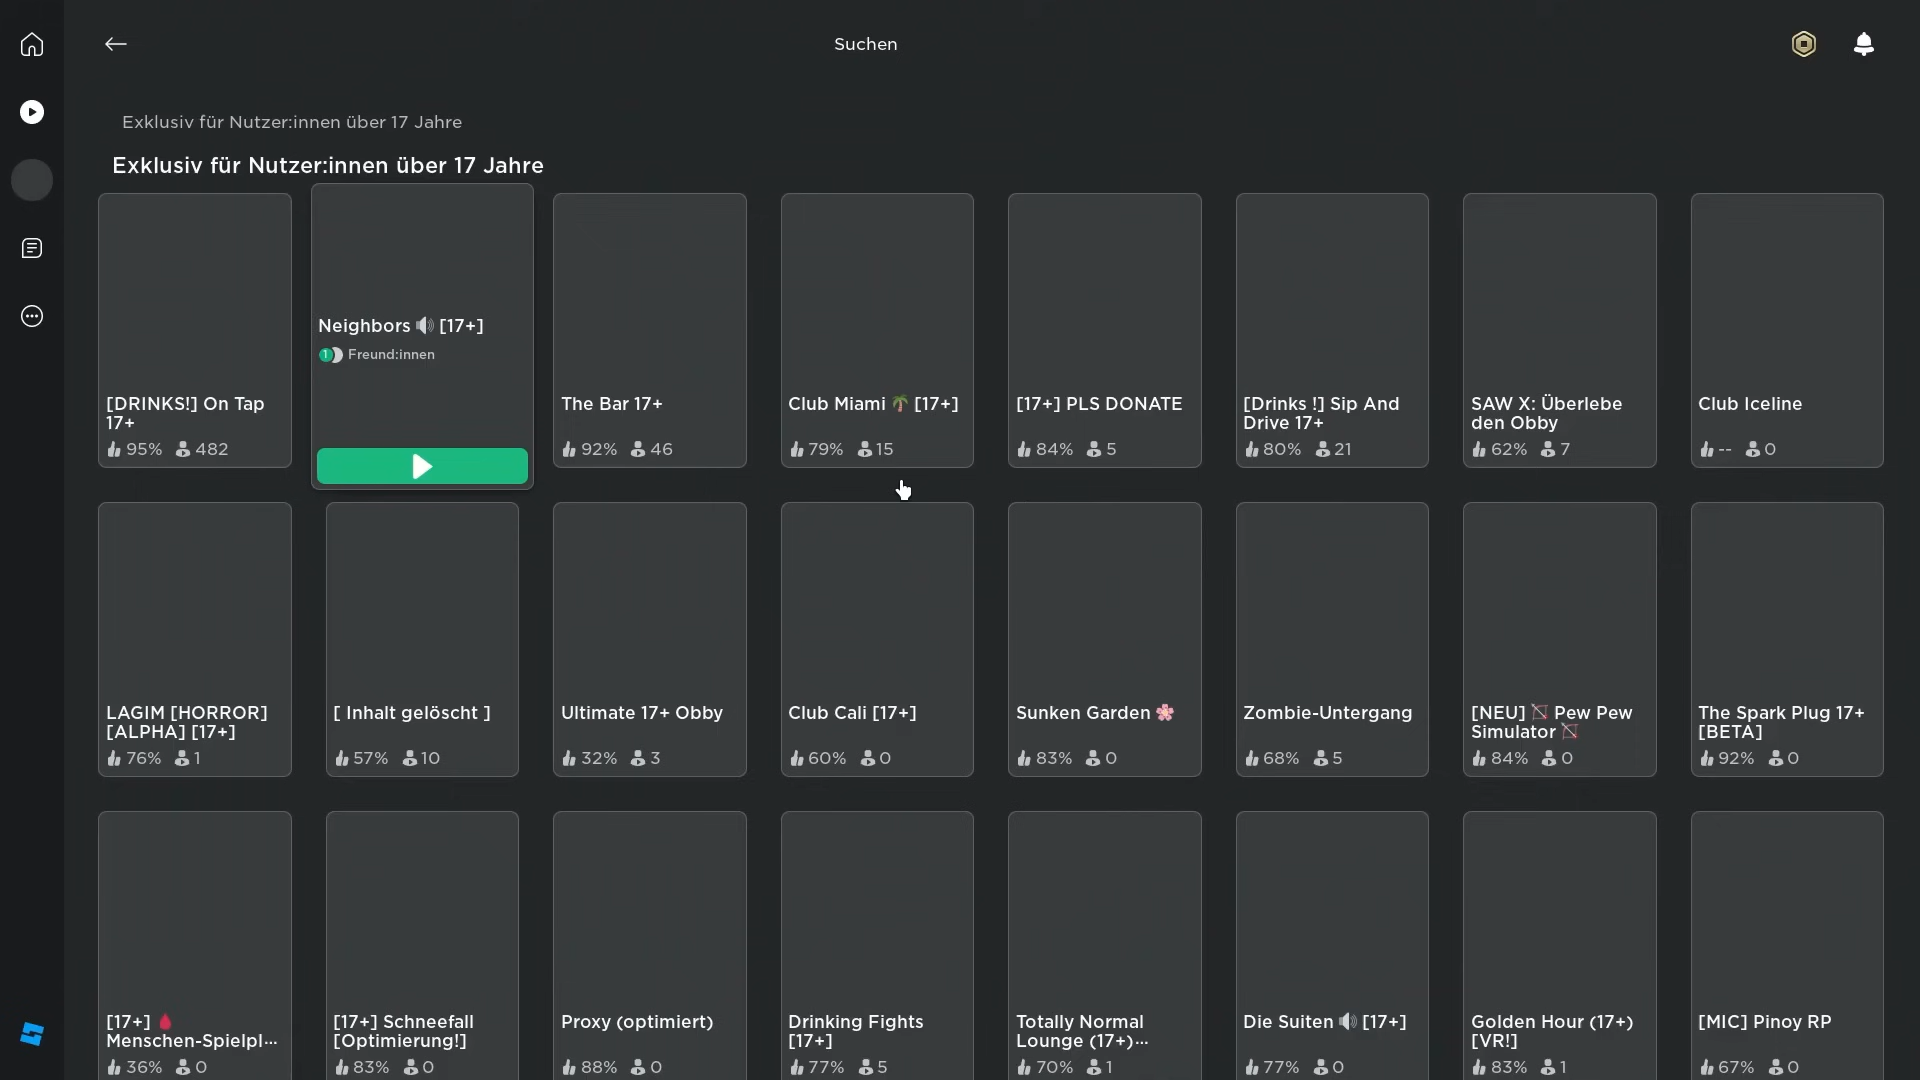 Suchen
Exklusiv für Nutzer:innen über 17 Jahre
Exklusiv für Nutzer:innen über 17 Jahre
[DRINKS!] On Tap
17+
95% 482
Neighbors 🔊 [17+]
1 Freund:innen
The Bar 17+
92% 46
Club Miami 🌴 [17+]
79% 15
[17+] PLS DONATE
84% 5
[Drinks !] Sip And
Drive 17+
80% 21
SAW X: Überlebe
den Obby
62% 7
Club Iceline
-- 0
LAGIM [HORROR]
[ALPHA] [17+]
76% 1
[ Inhalt gelöscht ]
57% 10
Ultimate 17+ Obby
32% 3
Club Cali [17+]
60% 0
Sunken Garden 🌸
83% 0
Zombie-Untergang
68% 5
[NEU] 🏹 Pew Pew
Simulator 🏹
84% 0
The Spark Plug 17+
[BETA]
92% 0
[17+] 🩸
Menschen-Spielpl...
36% 0
[17+] Schneefall
[Optimierung!]
83% 0
Proxy (optimiert)
88% 0
Drinking Fights
[17+]
77% 5
Totally Normal
Lounge (17+)...
70% 1
Die Suiten 🔊 [17+]
77% 0
Golden Hour (17+)
[VR!]
83% 1
[MIC] Pinoy RP
67% 0